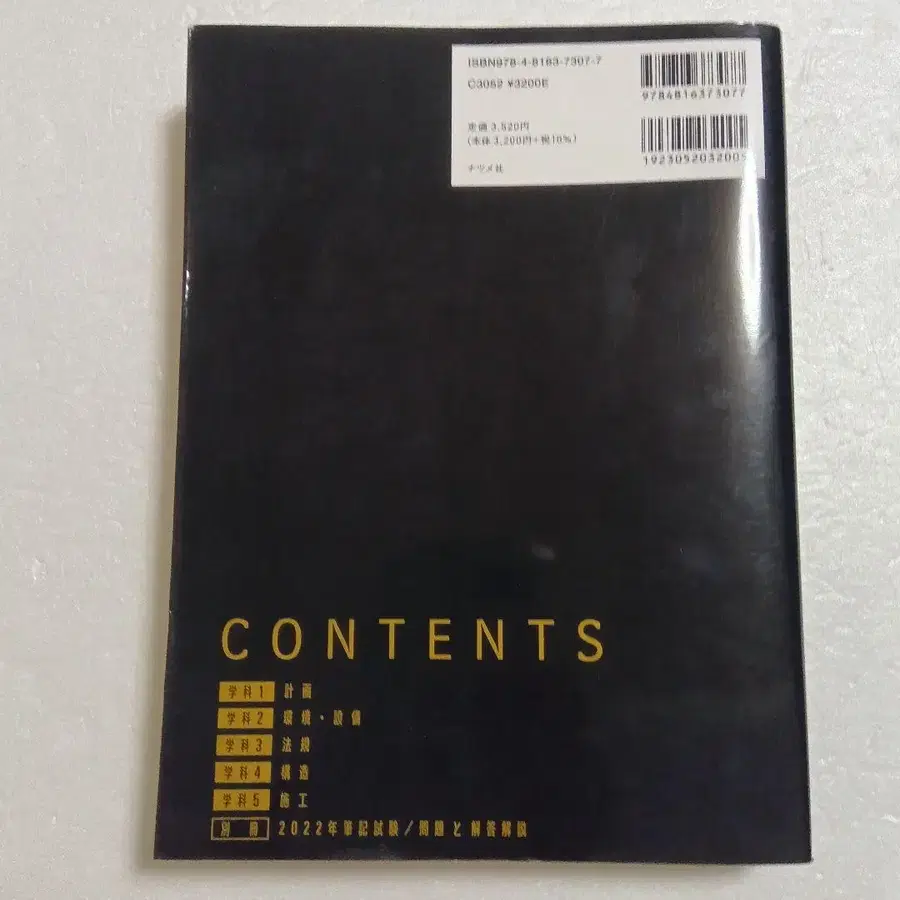 ISBN978-4-8163-7307-7
C3052 ¥3200E
9784816373077
定価 3,520円
(本体 3,200円+税10%)
1923052032005
ナツメ社
CONTENTS
学科1 計画
学科2 環境・設備
学科3 法規
学科4 構造
学科5 施工
別冊 2022年筆記試験/問題と解答解説